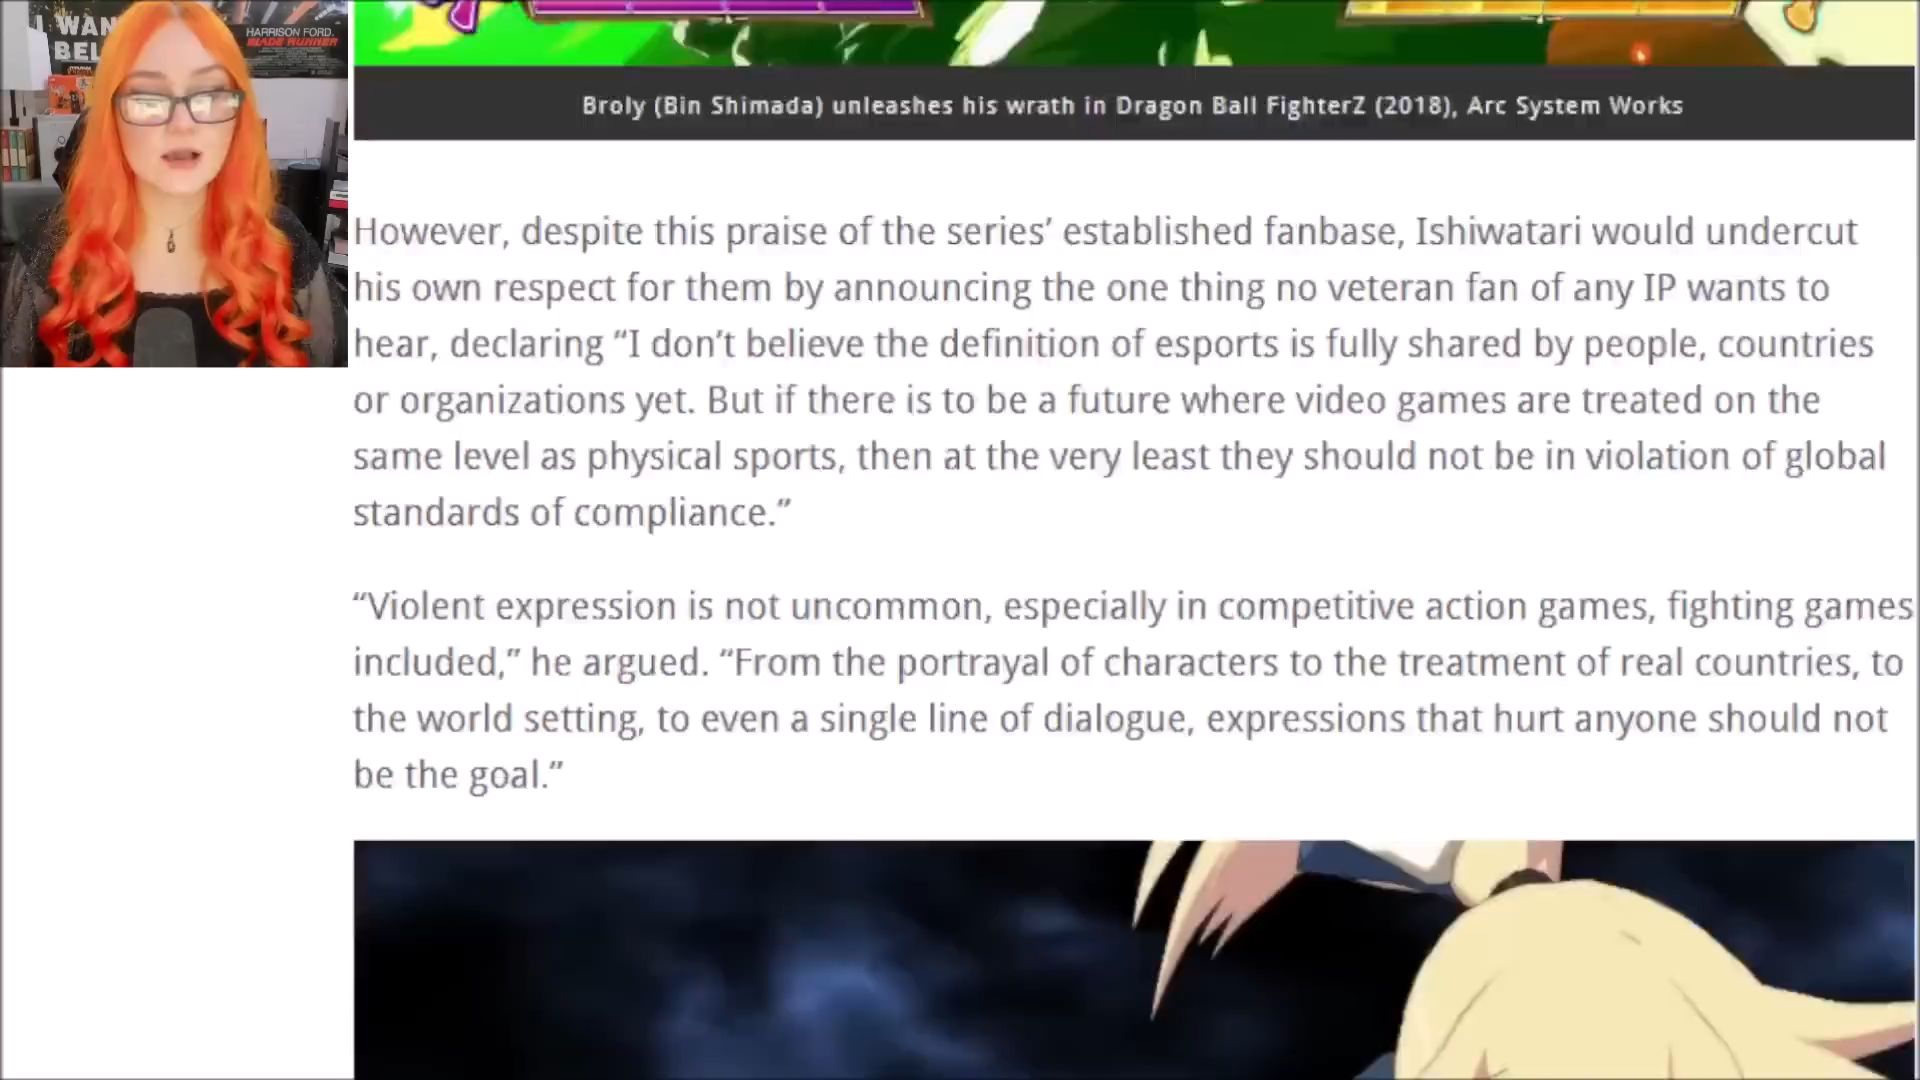 I WANT
BEL
HARRISON FORD.
BLADE RUNNER
Broly (Bin Shimada) unleashes his wrath in Dragon Ball FighterZ (2018), Arc System Works
However, despite this praise of the series’ established fanbase, Ishiwatari would undercut
his own respect for them by announcing the one thing no veteran fan of any IP wants to
hear, declaring “I don’t believe the definition of esports is fully shared by people, countries
or organizations yet. But if there is to be a future where video games are treated on the
same level as physical sports, then at the very least they should not be in violation of global
standards of compliance.”
“Violent expression is not uncommon, especially in competitive action games, fighting games
included,” he argued. “From the portrayal of characters to the treatment of real countries, to
the world setting, to even a single line of dialogue, expressions that hurt anyone should not
be the goal.”